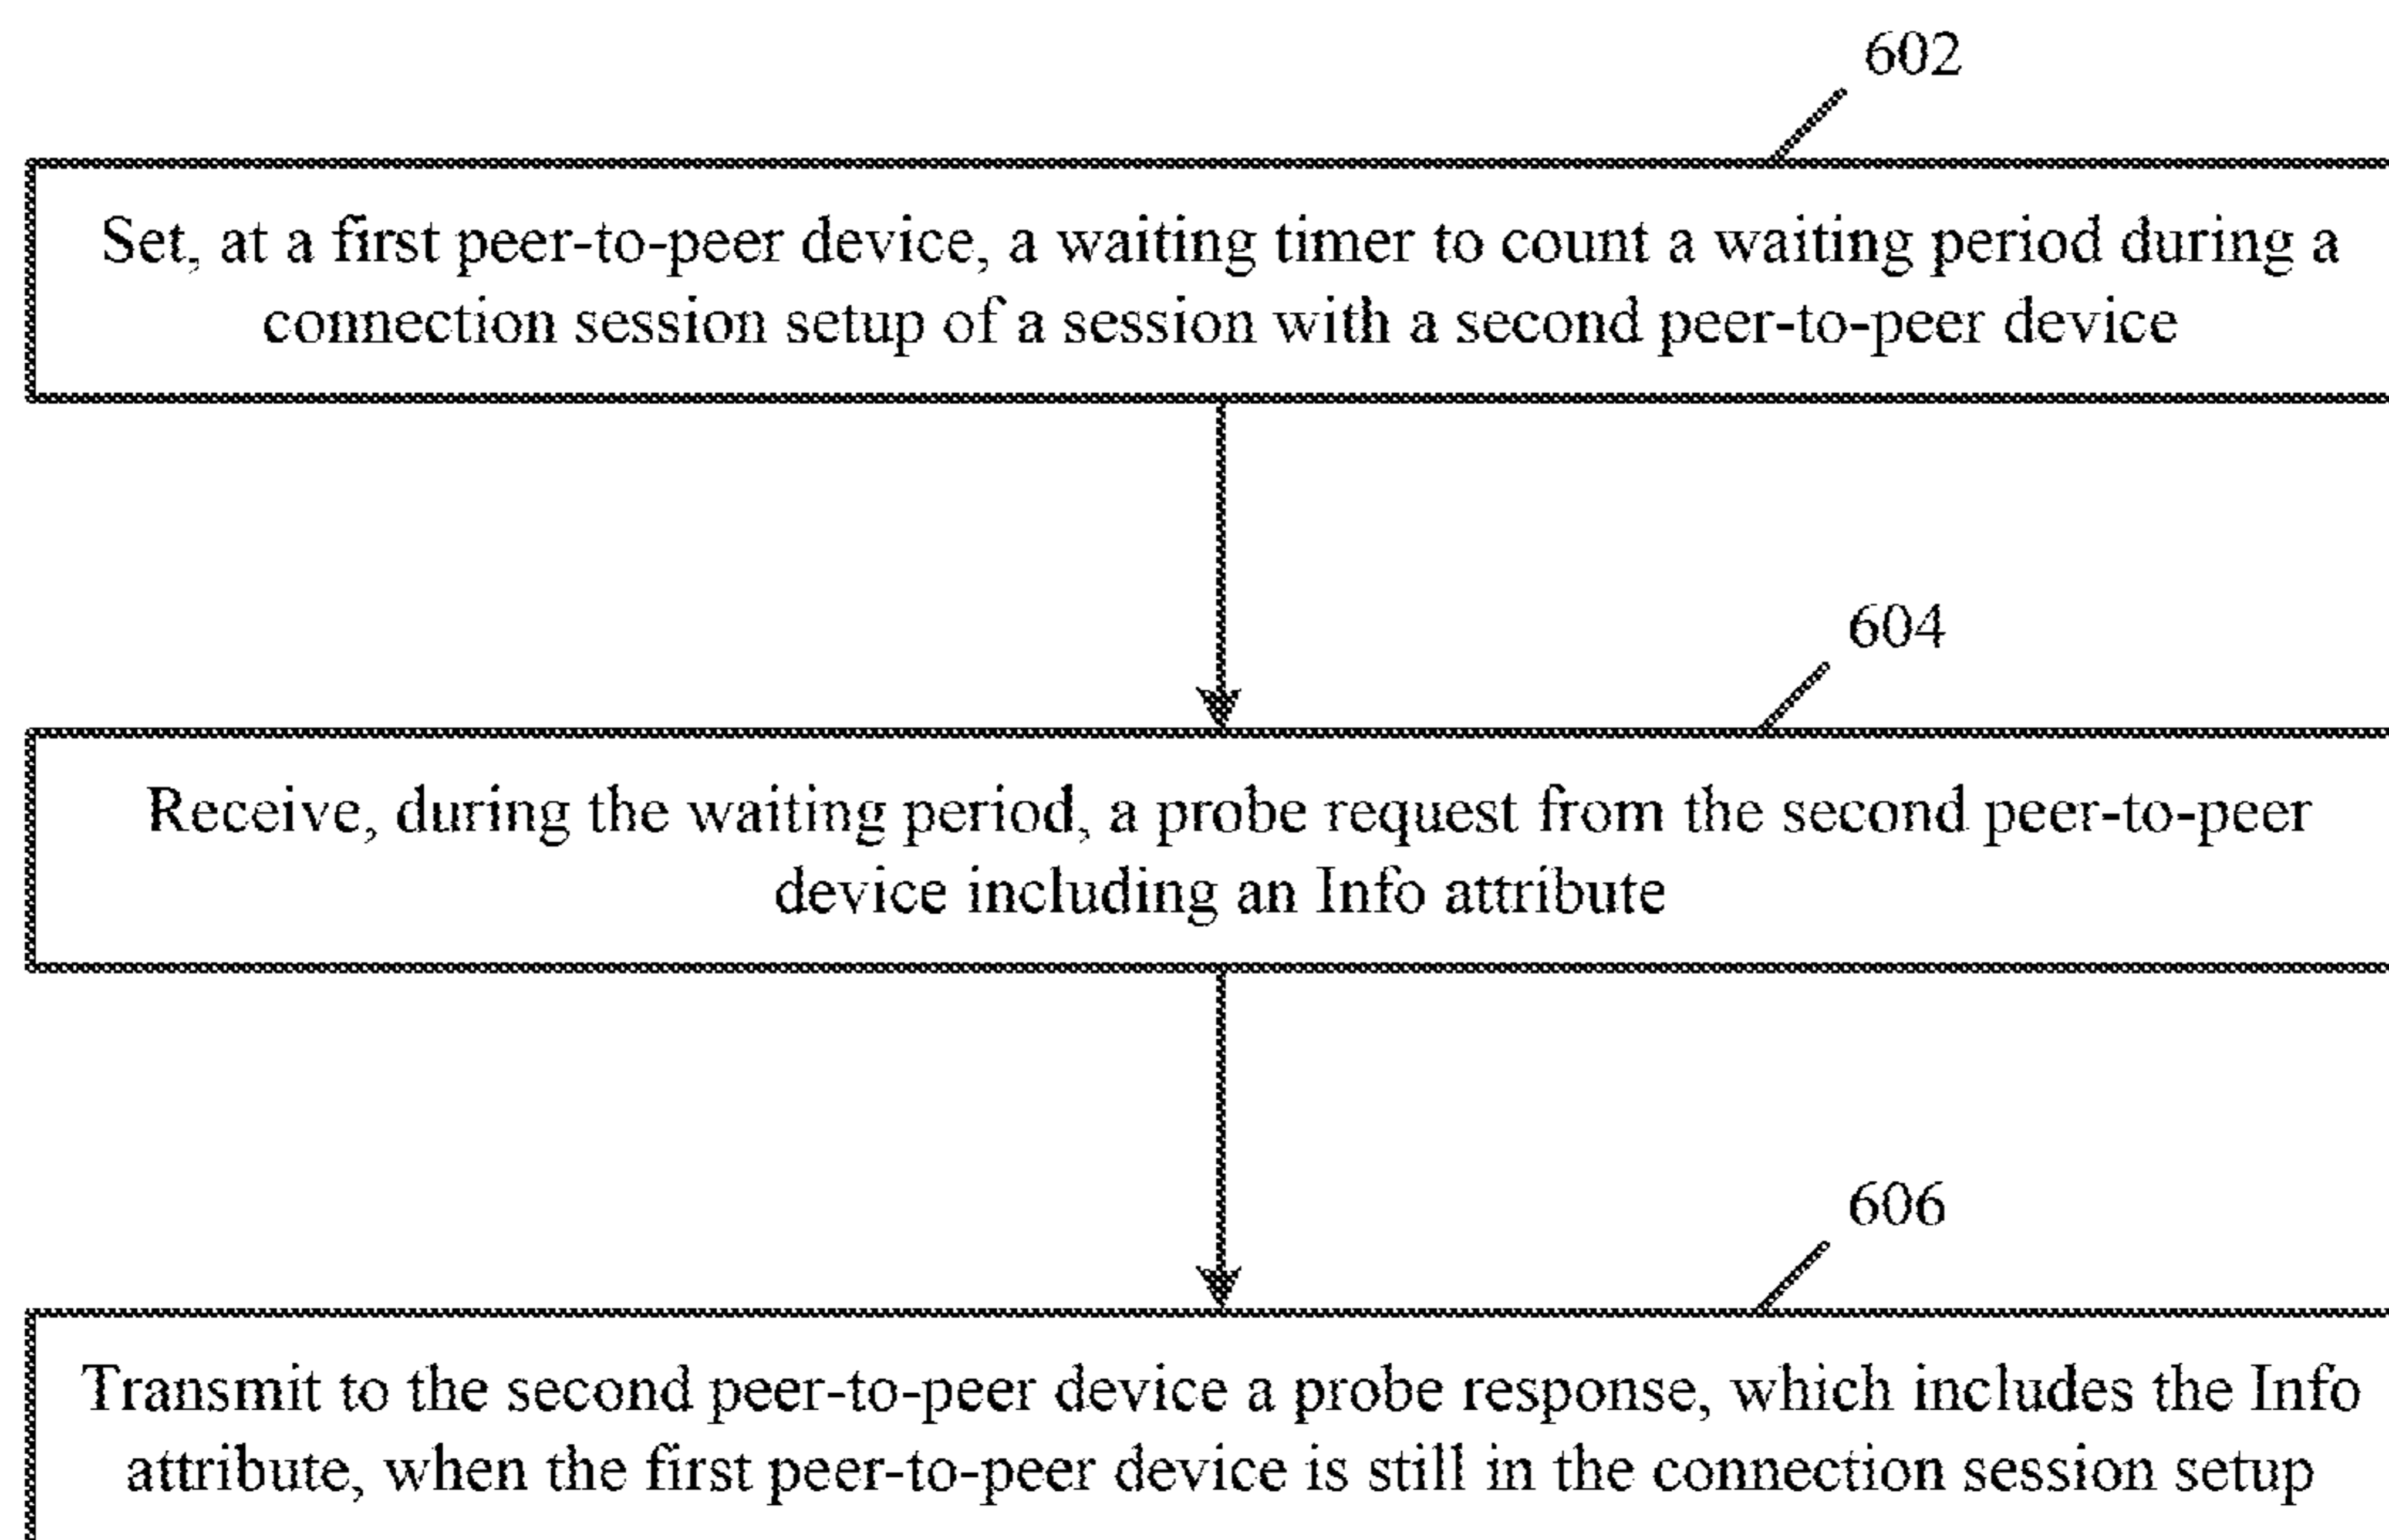 602
Set, at a first peer-to-peer device, a waiting timer to count a waiting period during a
connection session setup of a session with a second peer-to-peer device
604
Receive, during the waiting period, a probe request from the second peer-to-peer
device including an Info attribute
606
Transmit to the second peer-to-peer device a probe response, which includes the Info
attribute, when the first peer-to-peer device is still in the connection session setup